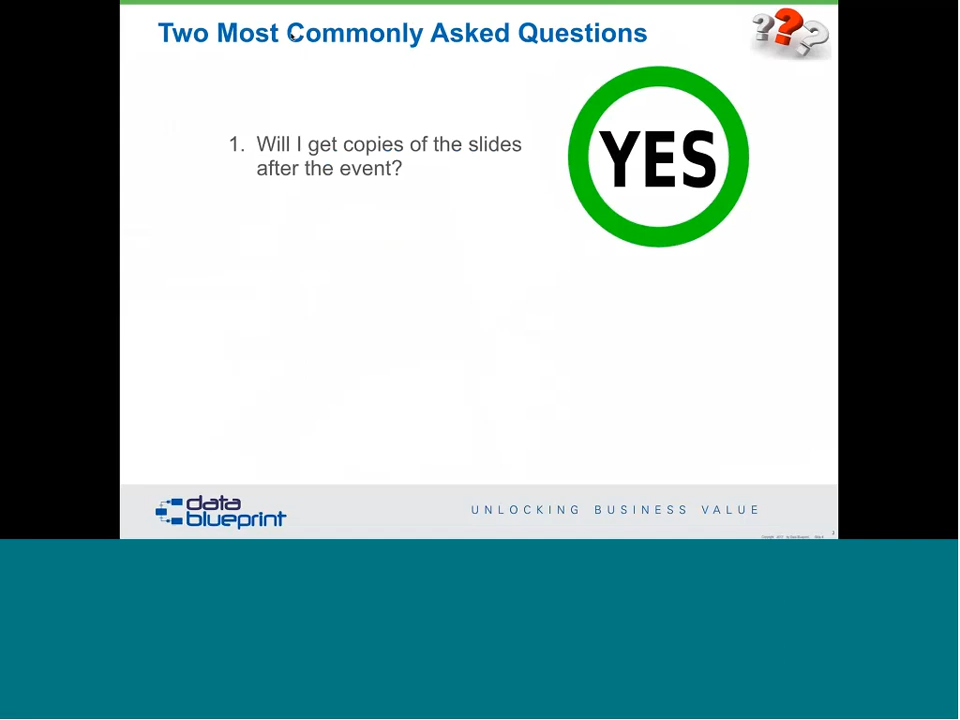 Two Most Commonly Asked Questions
???
1. Will I get copies of the slides
after the event?
YES
data
blueprint
UNLOCKING BUSINESS VALUE